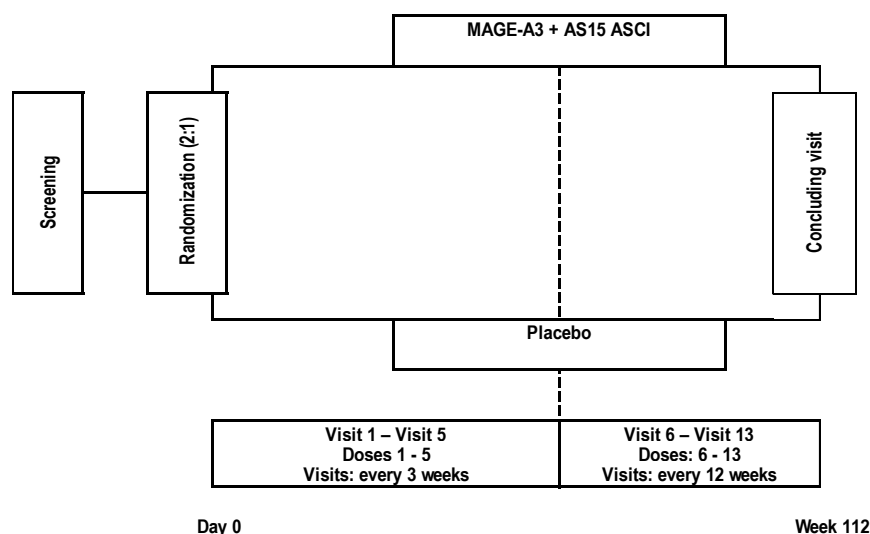 MAGE-A3 + AS15 ASCI
Screening
Randomization (2:1)
Concluding visit
Placebo
Visit 1 – Visit 5
Doses 1 - 5
Visits: every 3 weeks
Visit 6 – Visit 13
Doses: 6 - 13
Visits: every 12 weeks
Day 0
Week 112